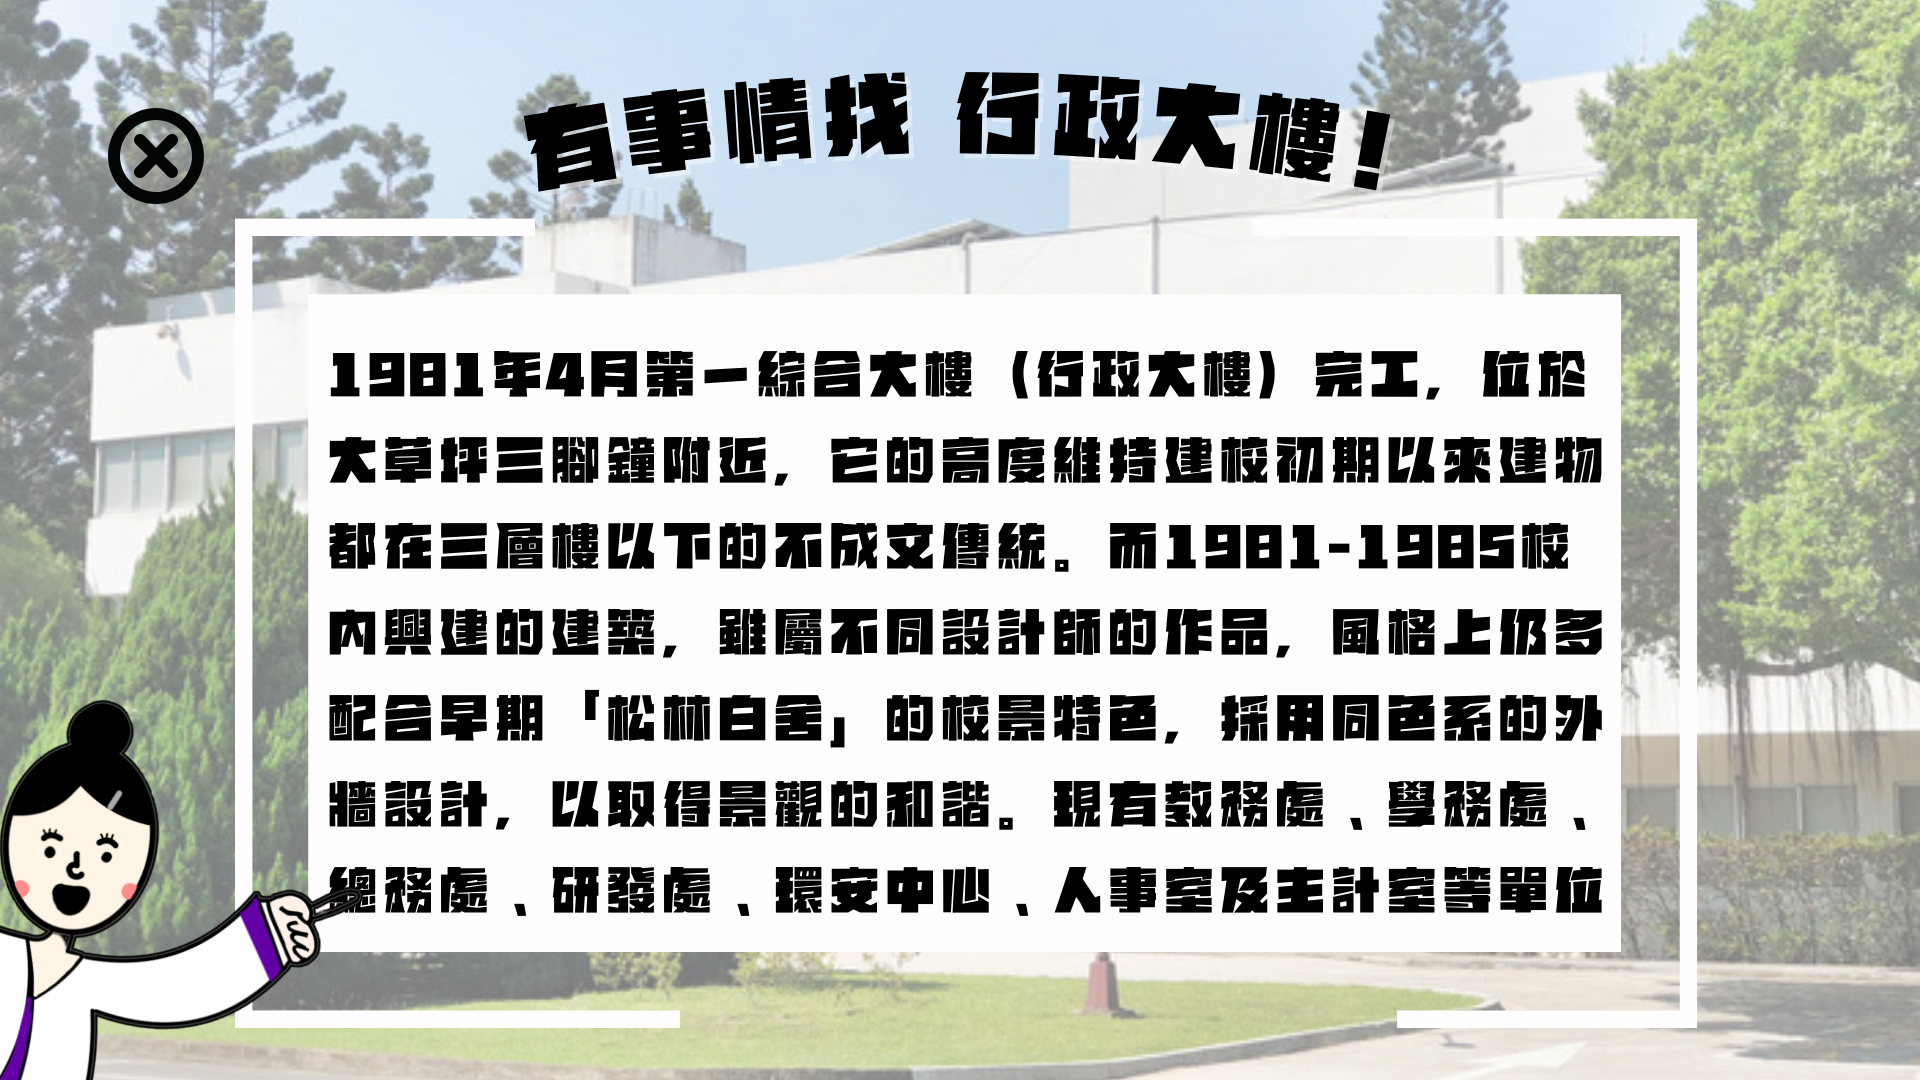 有事情找 行政大樓!
1981年4月第一綜合大樓（行政大樓）完工，位於
大草坪三腳鐘附近，它的高度維持建校初期以來建物
都在三層樓以下的不成文傳統。而1981-1985校
內興建的建築，雖屬不同設計師的作品，風格上仍多
配合早期「松林白舍」的校景特色，採用同色系的外
牆設計，以取得景觀的和諧。現有教務處、學務處、
總務處、研發處、環安中心、人事室及主計室等單位